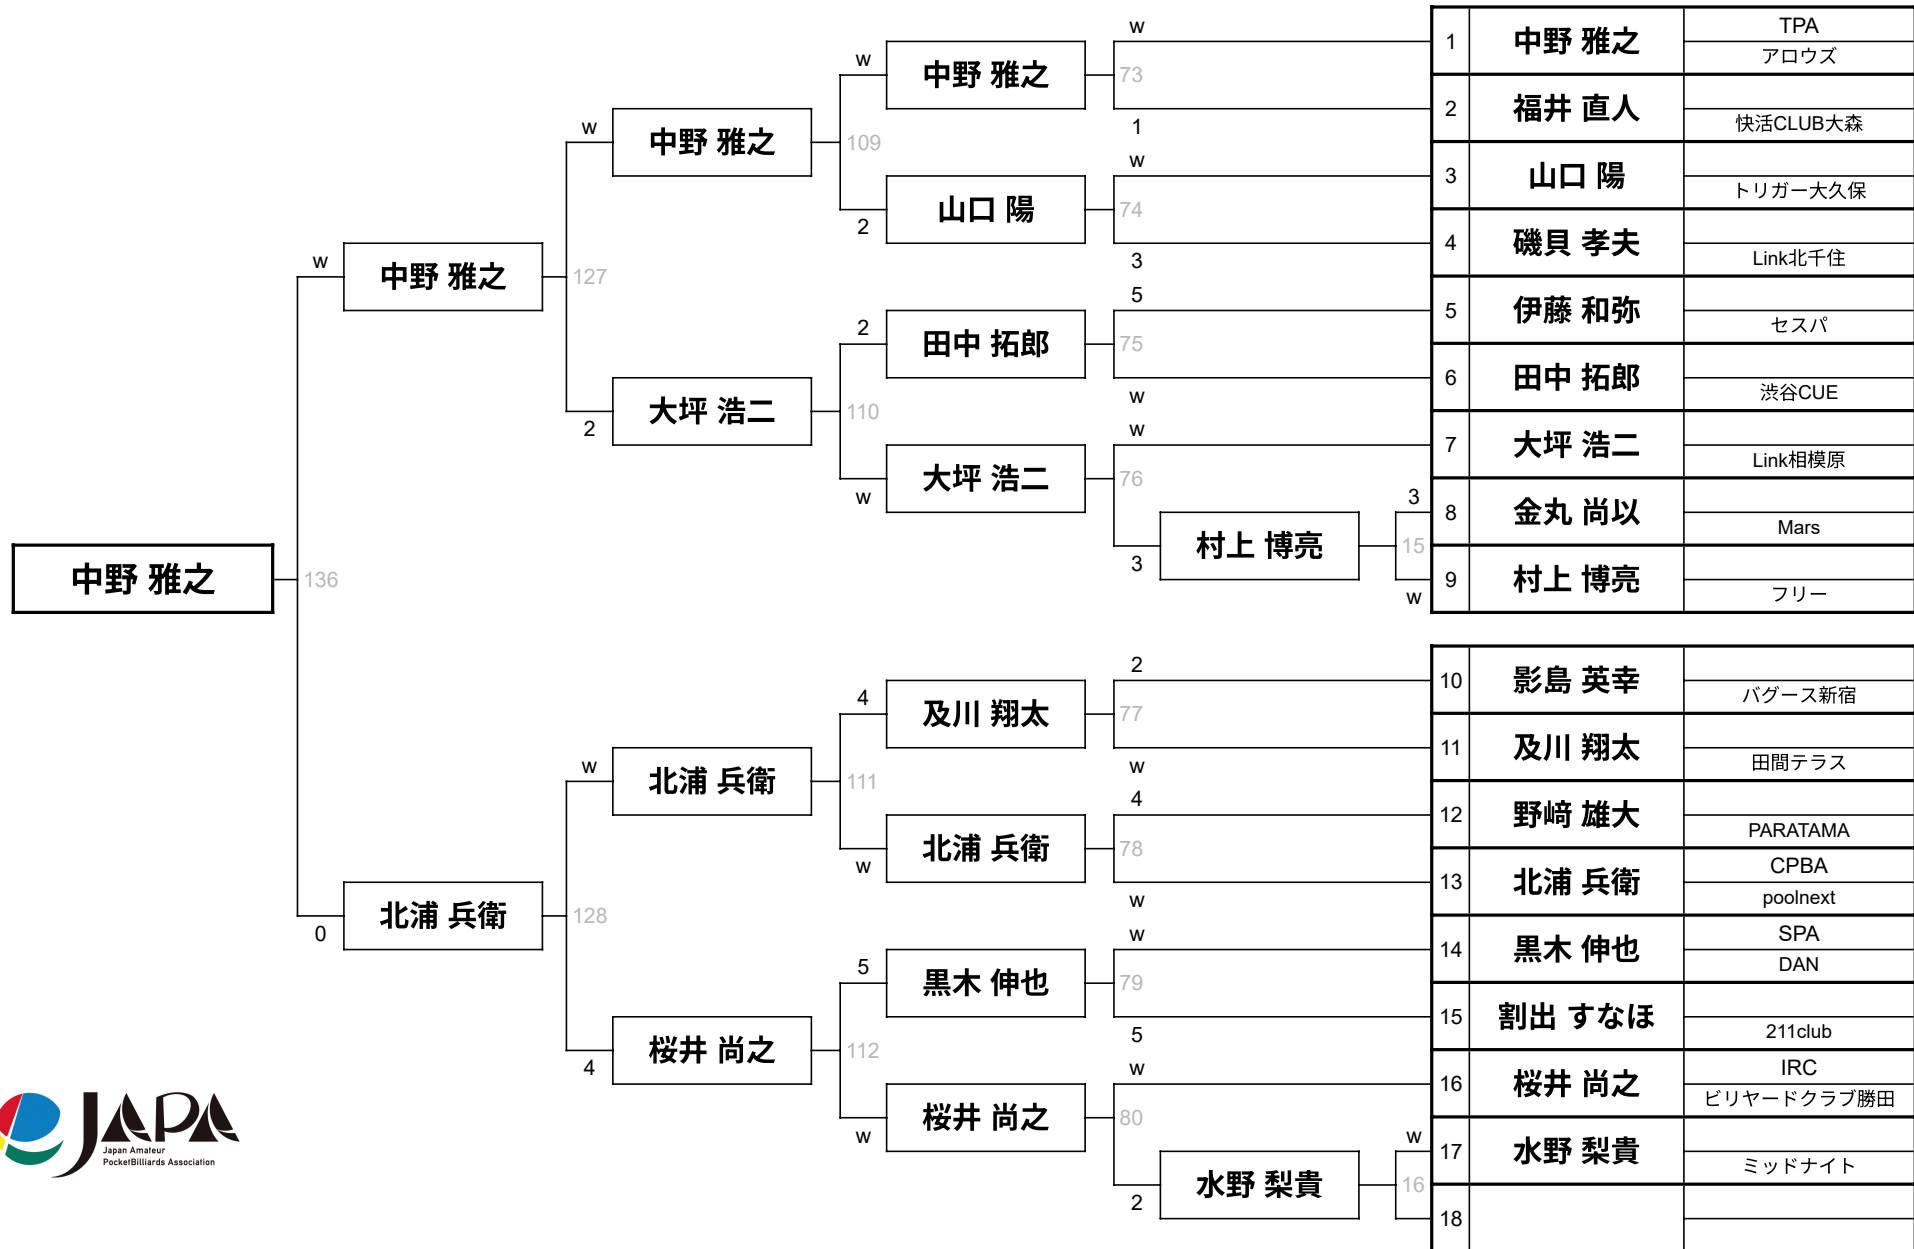 W
1 中野 雅之 TPA
アロウズ
W 中野 雅之 73
2 福井 直人
快活CLUB大森
1
W 中野 雅之 109
W
3 山口 陽
トリガー大久保
2 山口 陽 74
4 磯貝 孝夫
Link北千住
3
W 中野 雅之 127
5
5 伊藤 和弥
セスパ
2 田中 拓郎 75
6 田中 拓郎
渋谷CUE
W
2 大坪 浩二 110
W
7 大坪 浩二
Link相模原
W 大坪 浩二 76
3
8 金丸 尚以
Mars
3 村上 博亮 15
9 村上 博亮
フリー
W
中野 雅之 136
2
10 影島 英幸
バグース新宿
4 及川 翔太 77
11 及川 翔太
田間テラス
W
W 北浦 兵衛 111
4
12 野﨑 雄大
PARATAMA
W 北浦 兵衛 78
13 北浦 兵衛 CPBA
poolnext
W
0 北浦 兵衛 128
W
14 黒木 伸也 SPA
DAN
5 黒木 伸也 79
15 割出 すなほ
211club
5
4 桜井 尚之 112
W
16 桜井 尚之 IRC
ビリヤードクラブ勝田
W 桜井 尚之 80
W
17 水野 梨貴
ミッドナイト
2 水野 梨貴 16
18
JAPA
Japan Amateur
PocketBilliards Association